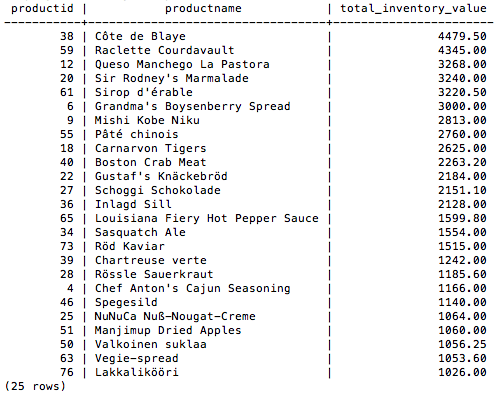 productid | productname | total_inventory_value
-----------+----------------------------------+-----------------------
38 | Côte de Blaye | 4479.50
59 | Raclette Courdavault | 4345.00
12 | Queso Manchego La Pastora | 3268.00
20 | Sir Rodney's Marmalade | 3240.00
61 | Sirop d'érable | 3220.50
6 | Grandma's Boysenberry Spread | 3000.00
9 | Mishi Kobe Niku | 2813.00
55 | Pâté chinois | 2760.00
18 | Carnarvon Tigers | 2625.00
40 | Boston Crab Meat | 2263.20
22 | Gustaf's Knäckebröd | 2184.00
27 | Schoggi Schokolade | 2151.10
36 | Inlagd Sill | 2128.00
65 | Louisiana Fiery Hot Pepper Sauce | 1599.80
34 | Sasquatch Ale | 1554.00
73 | Röd Kaviar | 1515.00
39 | Chartreuse verte | 1242.00
28 | Rössle Sauerkraut | 1185.60
4 | Chef Anton's Cajun Seasoning | 1166.00
46 | Spegesild | 1140.00
25 | NuNuCa Nuß-Nougat-Creme | 1064.00
51 | Manjimup Dried Apples | 1060.00
50 | Valkoinen suklaa | 1056.25
63 | Vegie-spread | 1053.60
76 | Lakkalikööri | 1026.00
(25 rows)